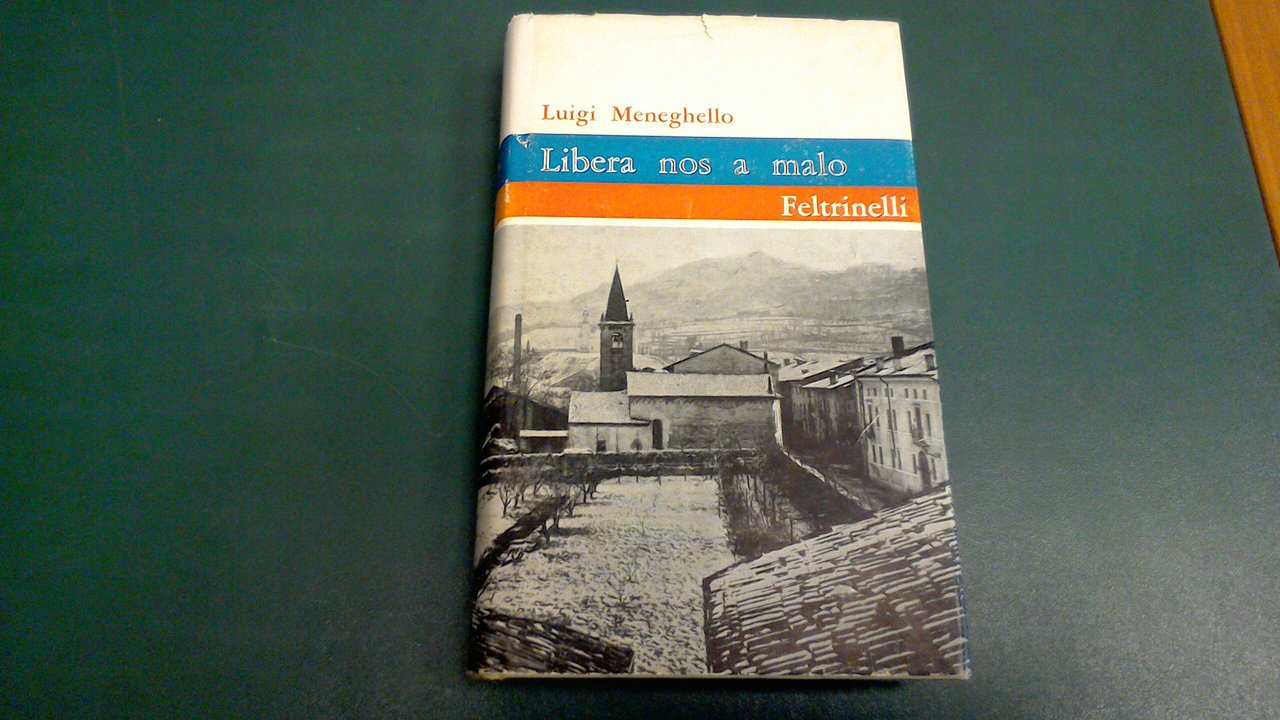 Luigi Meneghello
Libera nos a malo
Feltrinelli